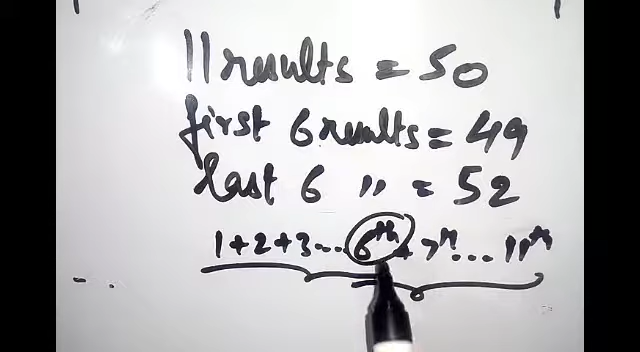 11 results = 50
first 6 results = 49
last 6 " = 52
1+2+3... 6th + 7th... 11th